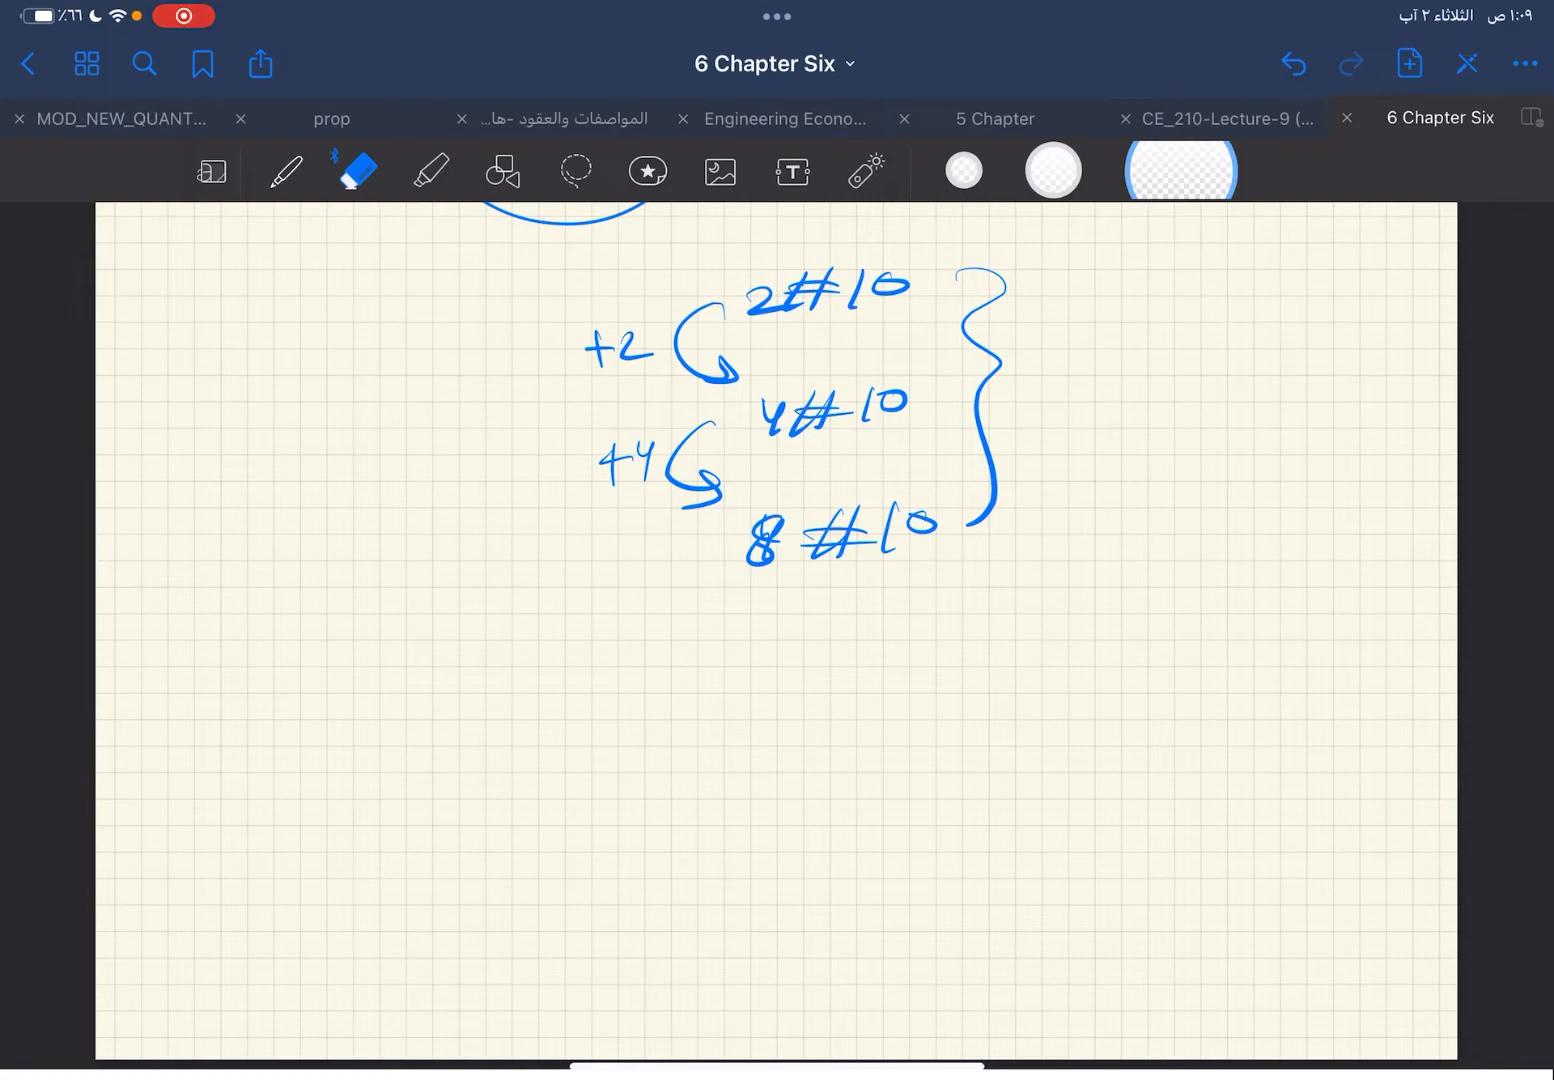 ٪٦٦
١:٠٩ ص الثلاثاء ٢ آب
6 Chapter Six
MOD_NEW_QUANT...
prop
المواصفات والعقود -ها...
Engineering Econo...
5 Chapter
CE_210-Lecture-9 (...
6 Chapter Six
T
2#10
+2
4#10
+4
8 #10